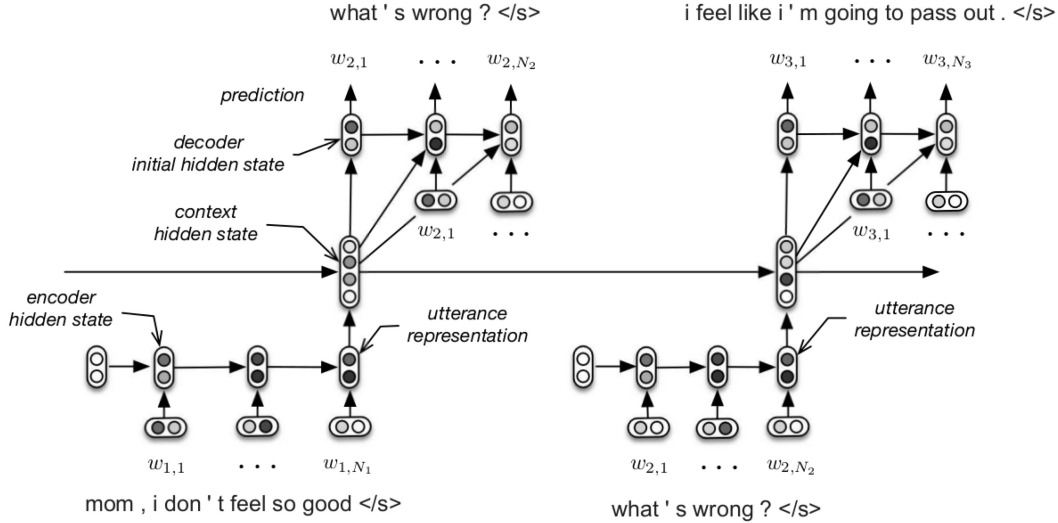 what ' s wrong ? </s>
i feel like i ' m going to pass out . </s>
w2,1 · · · w2,N2
w3,1 · · · w3,N3
prediction
decoder
initial hidden state
context
hidden state
w2,1 · · ·
w3,1 · · ·
encoder
hidden state
utterance
representation
utterance
representation
w1,1 · · · w1,N1
w2,1 · · · w2,N2
mom , i don ' t feel so good </s>
what ' s wrong ? </s>